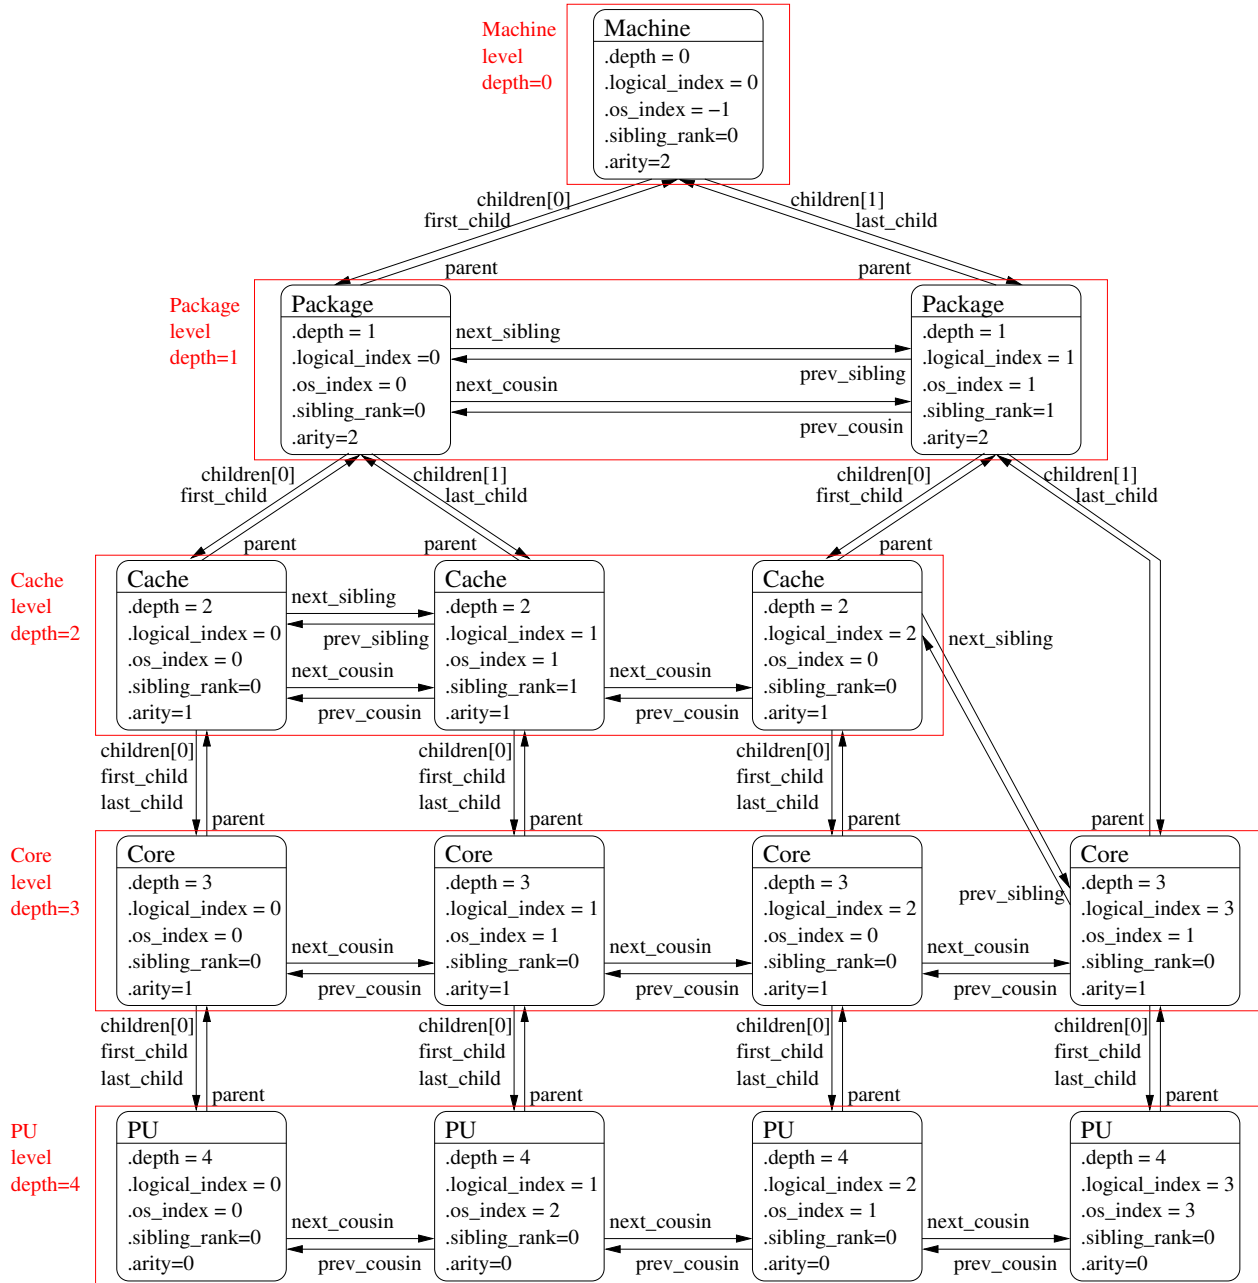 Machine
level
depth=0
Machine
.depth = 0
.logical_index = 0
.os_index = −1
.sibling_rank=0
.arity=2
children[0]
first_child
children[1]
last_child
parent
parent
Package
level
depth=1
Package
.depth = 1
.logical_index =0
.os_index = 0
.sibling_rank=0
.arity=2
next_sibling
prev_sibling
next_cousin
prev_cousin
Package
.depth = 1
.logical_index = 1
.os_index = 1
.sibling_rank=1
.arity=2
children[0]
first_child
children[1]
last_child
children[0]
first_child
children[1]
last_child
parent
parent
parent
Cache
level
depth=2
Cache
.depth = 2
.logical_index = 0
.os_index = 0
.sibling_rank=0
.arity=1
next_sibling
prev_sibling
next_cousin
prev_cousin
Cache
.depth = 2
.logical_index = 1
.os_index = 1
.sibling_rank=1
.arity=1
next_cousin
prev_cousin
Cache
.depth = 2
.logical_index = 2
.os_index = 0
.sibling_rank=0
.arity=1
next_sibling
prev_sibling
children[0]
first_child
last_child
parent
children[0]
first_child
last_child
parent
children[0]
first_child
last_child
parent
parent
Core
level
depth=3
Core
.depth = 3
.logical_index = 0
.os_index = 0
.sibling_rank=0
.arity=1
next_cousin
prev_cousin
Core
.depth = 3
.logical_index = 1
.os_index = 1
.sibling_rank=0
.arity=1
next_cousin
prev_cousin
Core
.depth = 3
.logical_index = 2
.os_index = 0
.sibling_rank=0
.arity=1
next_cousin
prev_cousin
Core
.depth = 3
.logical_index = 3
.os_index = 1
.sibling_rank=0
.arity=1
children[0]
first_child
last_child
parent
children[0]
first_child
last_child
parent
children[0]
first_child
last_child
parent
children[0]
first_child
last_child
parent
PU
level
depth=4
PU
.depth = 4
.logical_index = 0
.os_index = 0
.sibling_rank=0
.arity=0
next_cousin
prev_cousin
PU
.depth = 4
.logical_index = 1
.os_index = 2
.sibling_rank=0
.arity=0
next_cousin
prev_cousin
PU
.depth = 4
.logical_index = 2
.os_index = 1
.sibling_rank=0
.arity=0
next_cousin
prev_cousin
PU
.depth = 4
.logical_index = 3
.os_index = 3
.sibling_rank=0
.arity=0